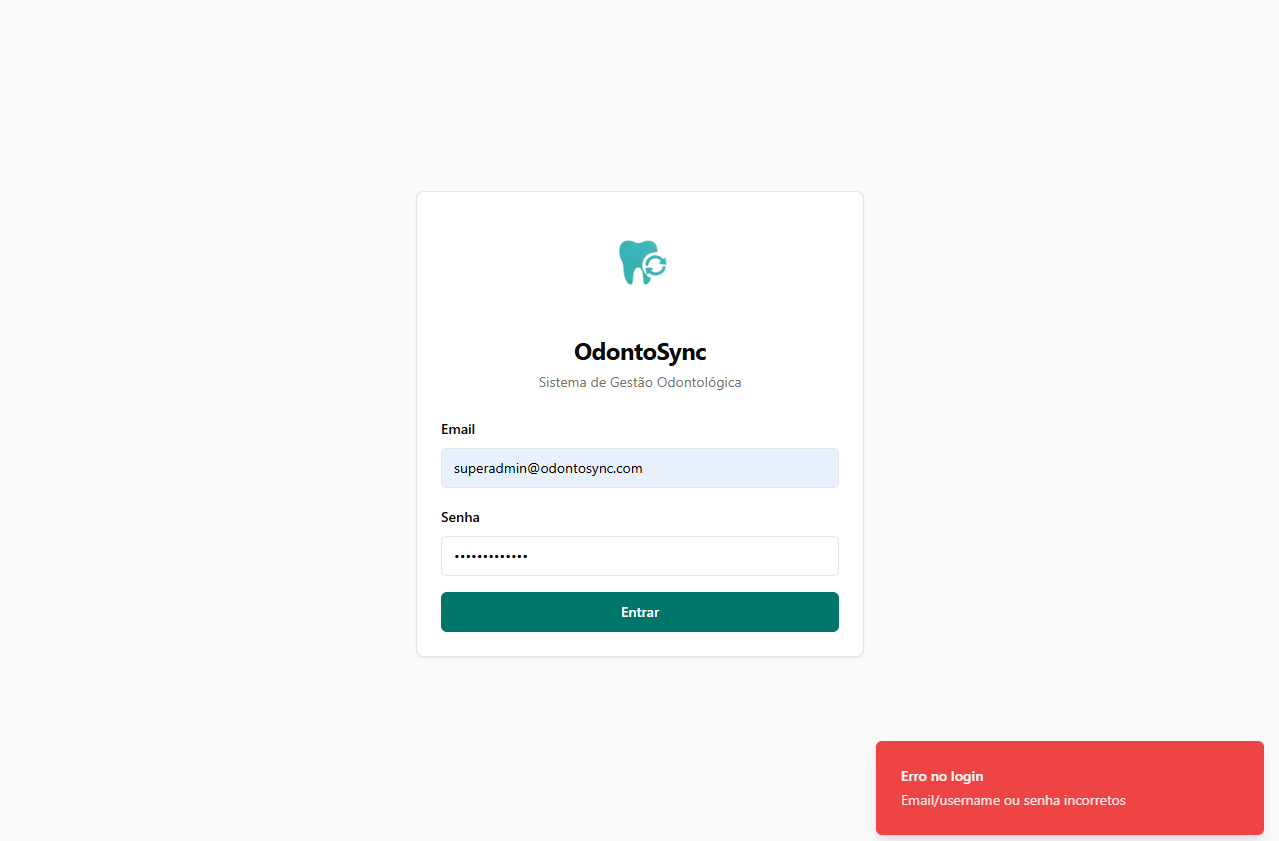 OdontoSync
Sistema de Gestão Odontológica
Email
superadmin@odontosync.com
Senha
•••••••••••••
Entrar
Erro no login
Email/username ou senha incorretos